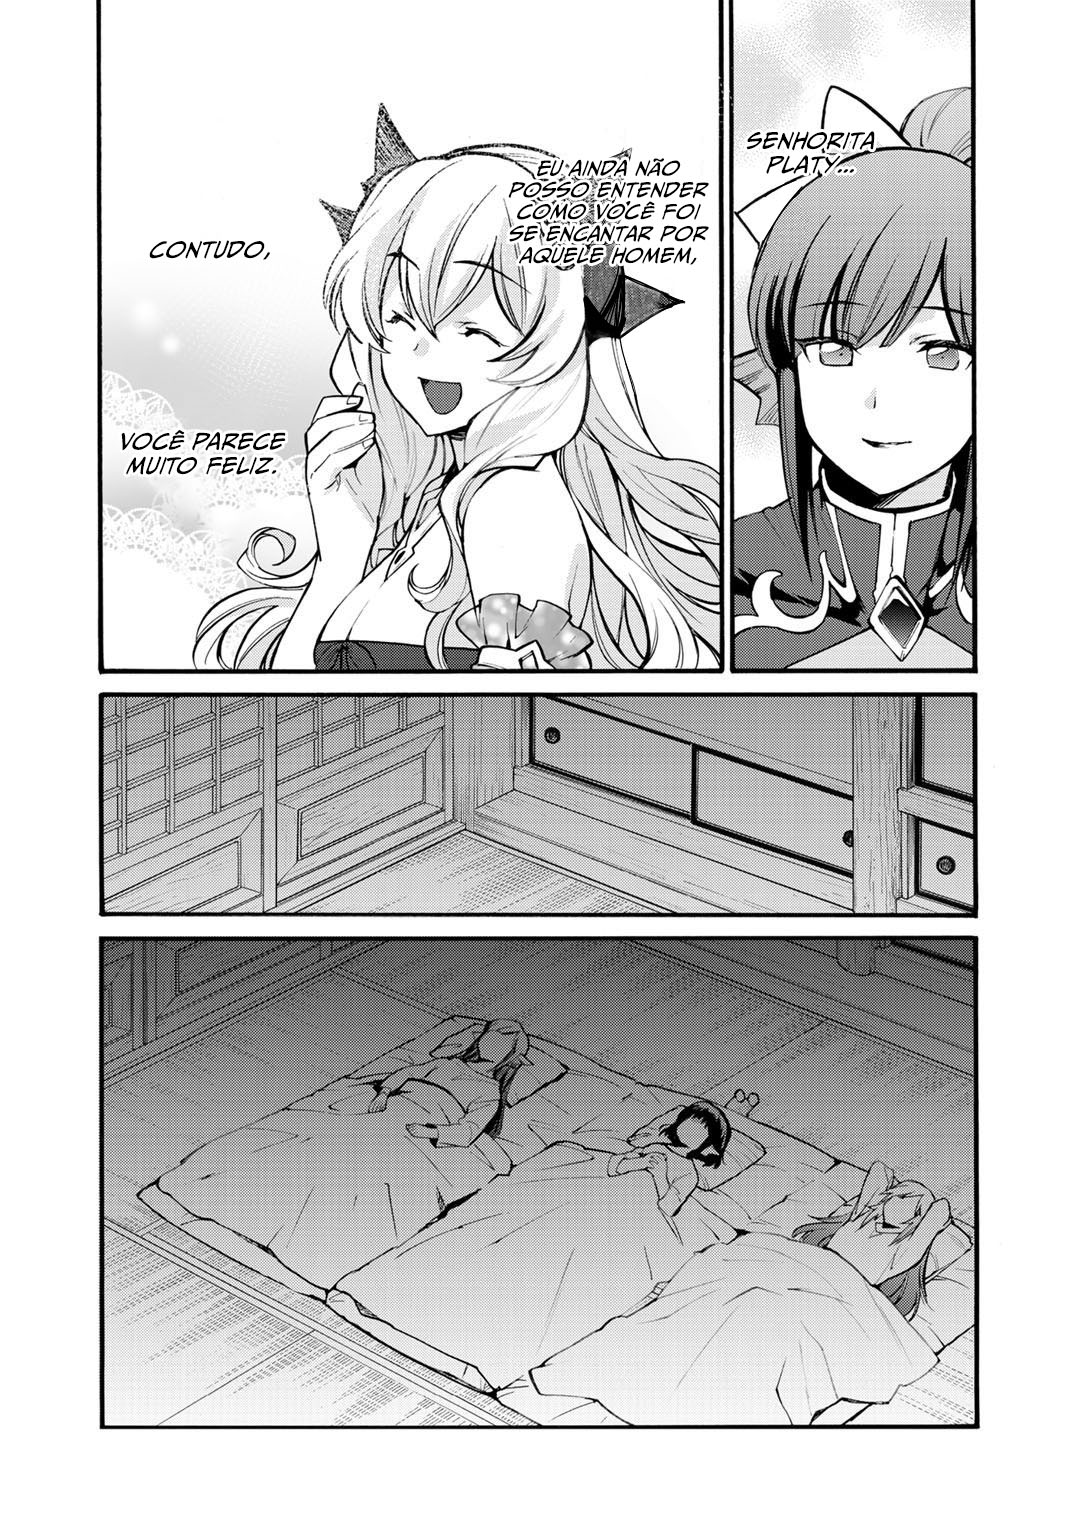 SENHORITA
PLATY...
EU AINDA NÃO
POSSO ENTENDER
COMO VOCÊ FOI
SE ENCANTAR POR
AQUELE HOMEM,
CONTUDO,
VOCÊ PARECE
MUITO FELIZ.